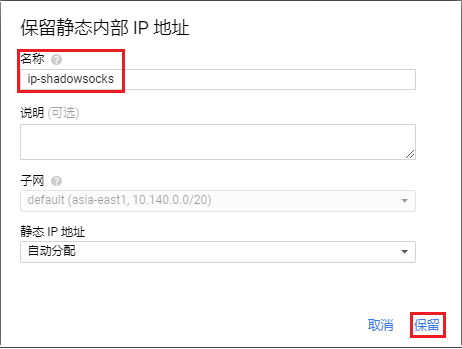 保留静态内部 IP 地址
名称 ?
ip-shadowsocks
说明 (可选)
子网 ?
default (asia-east1, 10.140.0.0/20)
静态 IP 地址
自动分配
取消 保留